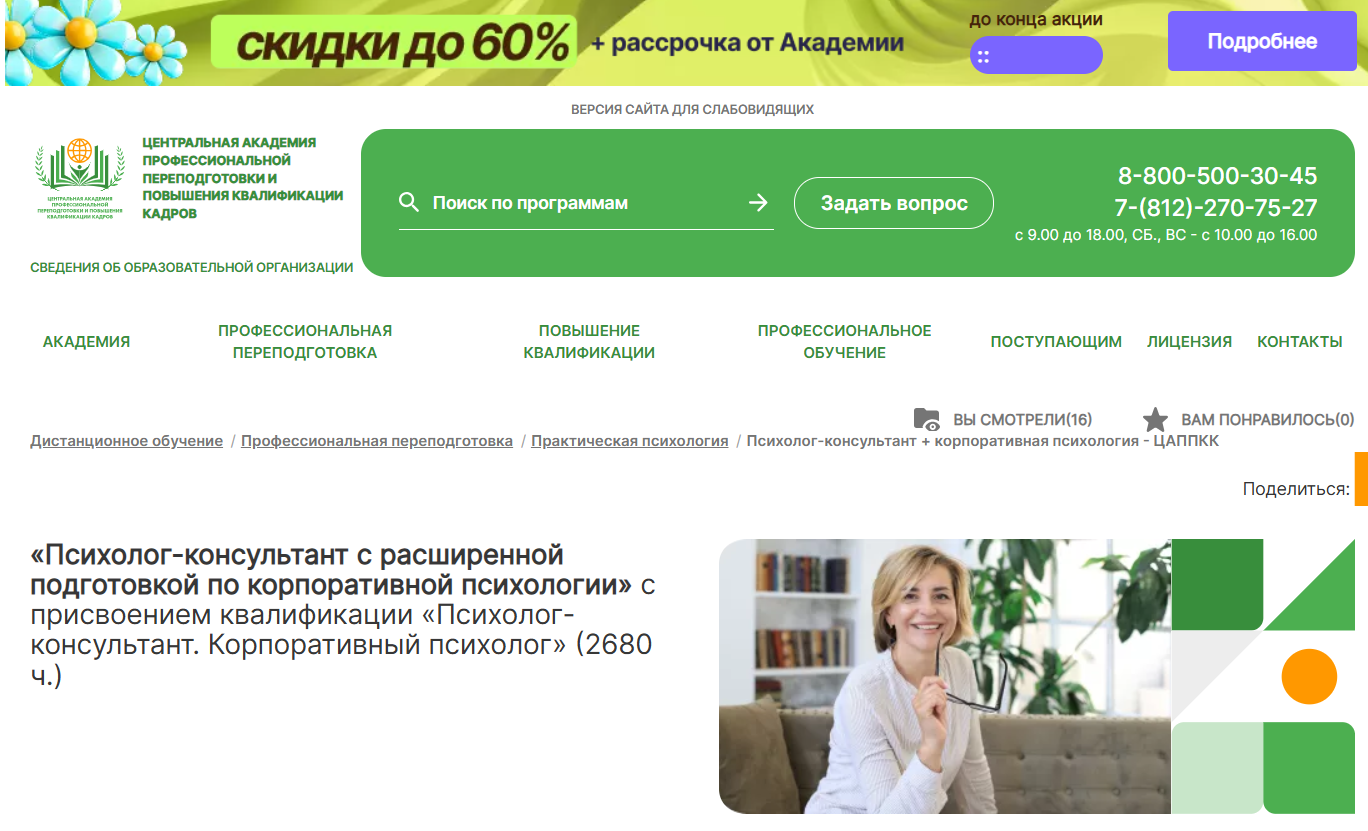 скидки до 60% + рассрочка от Академии
до конца акции
::
Подробнее
ВЕРСИЯ САЙТА ДЛЯ СЛАБОВИДЯЩИХ
ЦЕНТРАЛЬНАЯ АКАДЕМИЯ
ПРОФЕССИОНАЛЬНОЙ
ПЕРЕПОДГОТОВКИ И ПОВЫШЕНИЯ
КВАЛИФИКАЦИИ КАДРОВ
ЦЕНТРАЛЬНАЯ АКАДЕМИЯ
ПРОФЕССИОНАЛЬНОЙ
ПЕРЕПОДГОТОВКИ И
ПОВЫШЕНИЯ КВАЛИФИКАЦИИ
КАДРОВ
СВЕДЕНИЯ ОБ ОБРАЗОВАТЕЛЬНОЙ ОРГАНИЗАЦИИ
Поиск по программам
Задать вопрос
8-800-500-30-45
7-(812)-270-75-27
с 9.00 до 18.00, СБ., ВС - с 10.00 до 16.00
АКАДЕМИЯ
ПРОФЕССИОНАЛЬНАЯ
ПЕРЕПОДГОТОВКА
ПОВЫШЕНИЕ
КВАЛИФИКАЦИИ
ПРОФЕССИОНАЛЬНОЕ
ОБУЧЕНИЕ
ПОСТУПАЮЩИМ
ЛИЦЕНЗИЯ
КОНТАКТЫ
ВЫ СМОТРЕЛИ(16)
ВАМ ПОНРАВИЛОСЬ(0)
Дистанционное обучение / Профессиональная переподготовка / Практическая психология / Психолог-консультант + корпоративная психология - ЦАППКК
Поделиться:
«Психолог-консультант с расширенной
подготовкой по корпоративной психологии» с
присвоением квалификации «Психолог-
консультант. Корпоративный психолог» (2680
ч.)